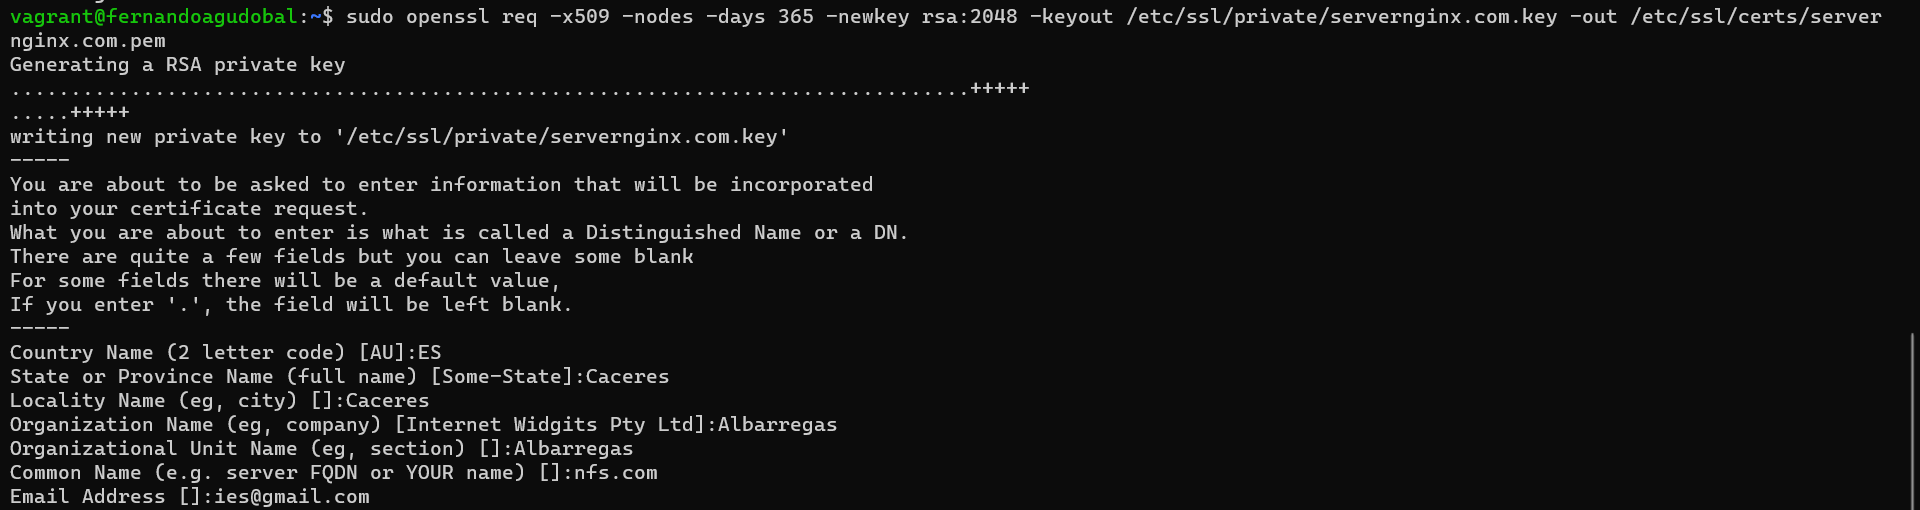 vagrant@fernandoagudobal:~$ sudo openssl req -x509 -nodes -days 365 -newkey rsa:2048 -keyout /etc/ssl/private/servernginx.com.key -out /etc/ssl/certs/server
nginx.com.pem
Generating a RSA private key
................................................................................+++++
.....+++++
writing new private key to '/etc/ssl/private/servernginx.com.key'
-----
You are about to be asked to enter information that will be incorporated
into your certificate request.
What you are about to enter is what is called a Distinguished Name or a DN.
There are quite a few fields but you can leave some blank
For some fields there will be a default value,
If you enter '.', the field will be left blank.
-----
Country Name (2 letter code) [AU]:ES
State or Province Name (full name) [Some-State]:Caceres
Locality Name (eg, city) []:Caceres
Organization Name (eg, company) [Internet Widgits Pty Ltd]:Albarregas
Organizational Unit Name (eg, section) []:Albarregas
Common Name (e.g. server FQDN or YOUR name) []:nfs.com
Email Address []:ies@gmail.com